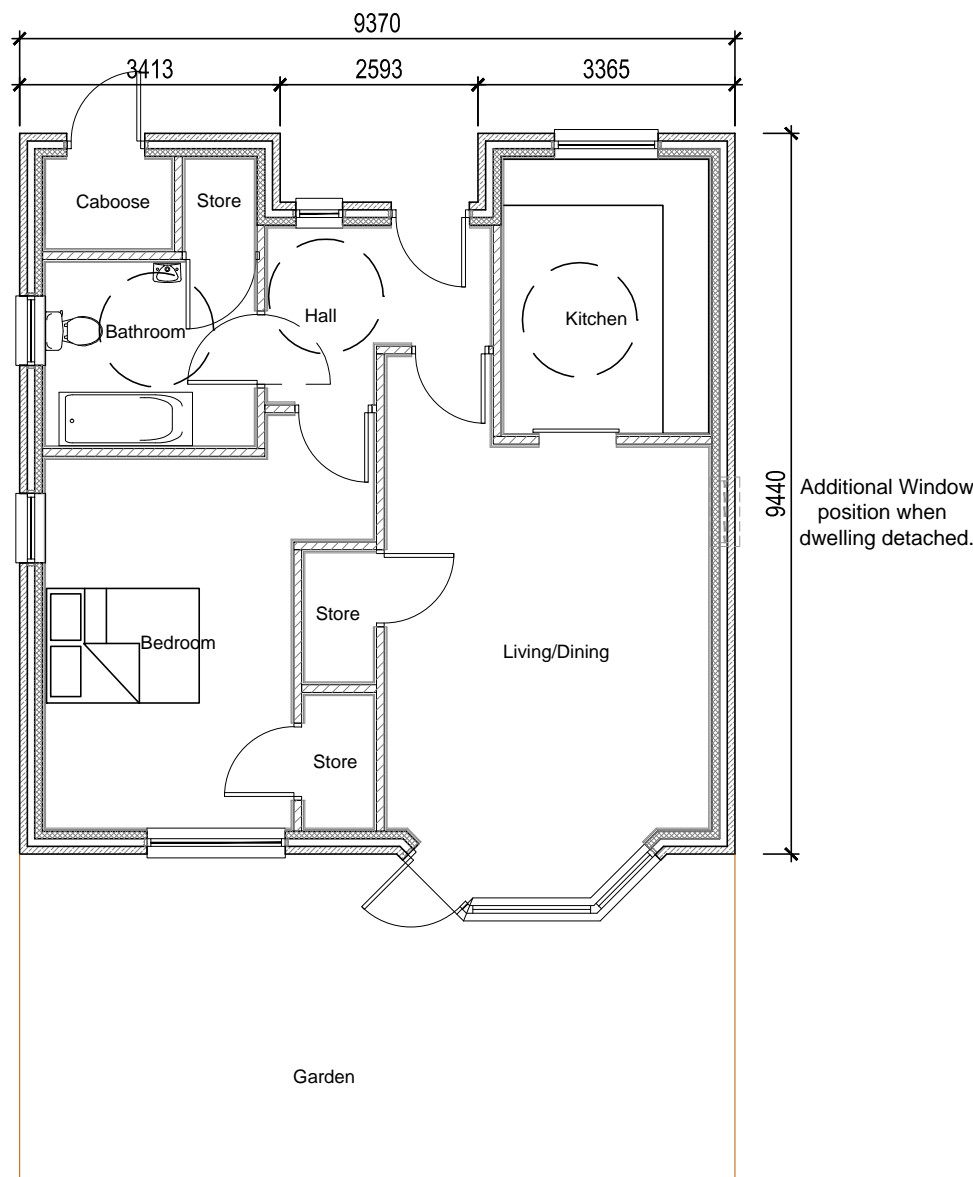 9370
3413
2593
3365
Caboose
Store
Hall
Kitchen
Bathroom
9440
Additional Window
position when
dwelling detached.
Store
Bedroom
Living/Dining
Store
Garden